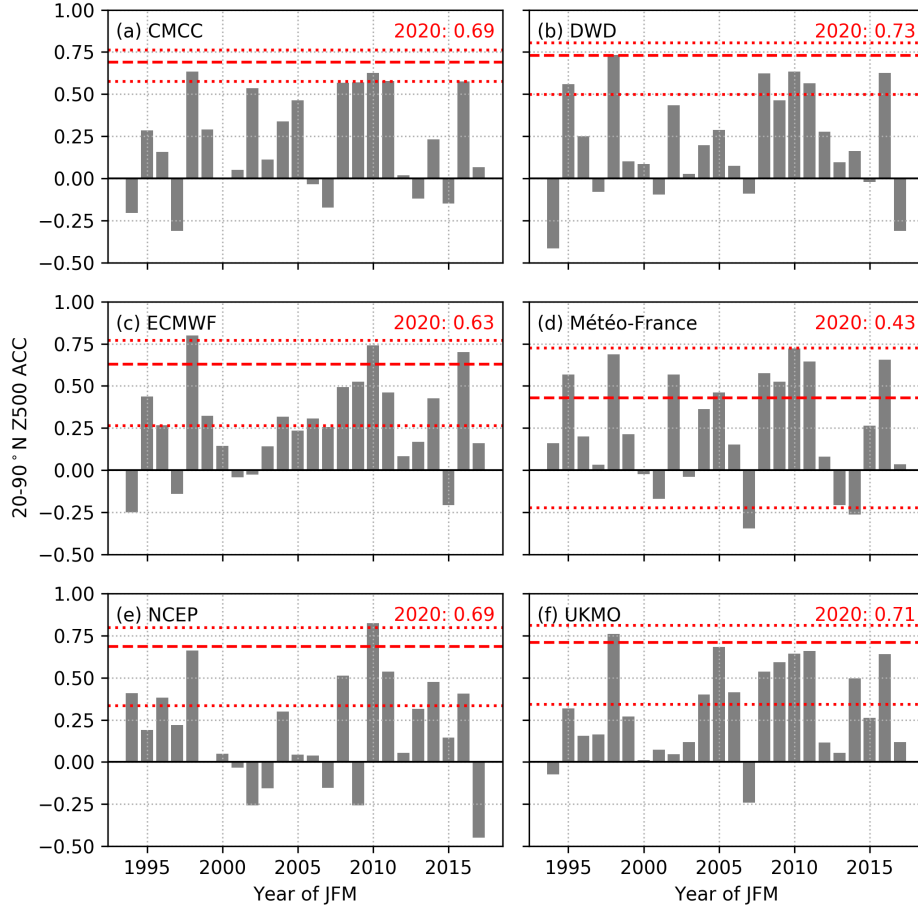 (a) CMCC 2020: 0.69
(b) DWD 2020: 0.73
1.00
0.75
0.50
0.25
0.00
−0.25
−0.50
(c) ECMWF 2020: 0.63
(d) Météo-France 2020: 0.43
1.00
0.75
0.50
0.25
0.00
−0.25
−0.50
20-90°N Z500 ACC
(e) NCEP 2020: 0.69
(f) UKMO 2020: 0.71
1.00
0.75
0.50
0.25
0.00
−0.25
−0.50
1995 2000 2005 2010 2015
1995 2000 2005 2010 2015
Year of JFM
Year of JFM